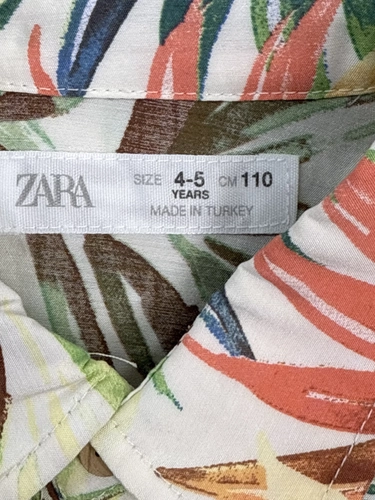 ZARA
SIZE 4-5 CM 110
YEARS
MADE IN TURKEY